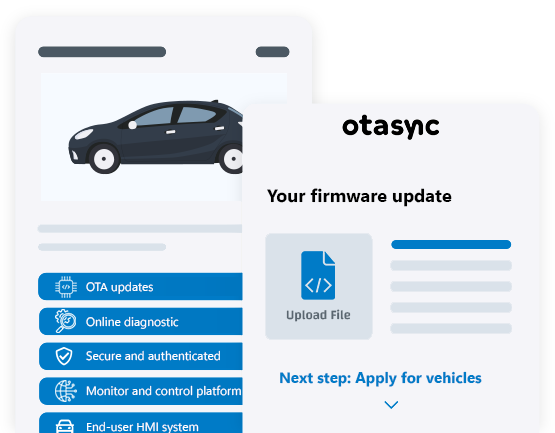 otasync
Your firmware update
Upload File
Next step: Apply for vehicles
OTA updates
Online diagnostic
Secure and authenticated
Monitor and control platform
End-user HMI system